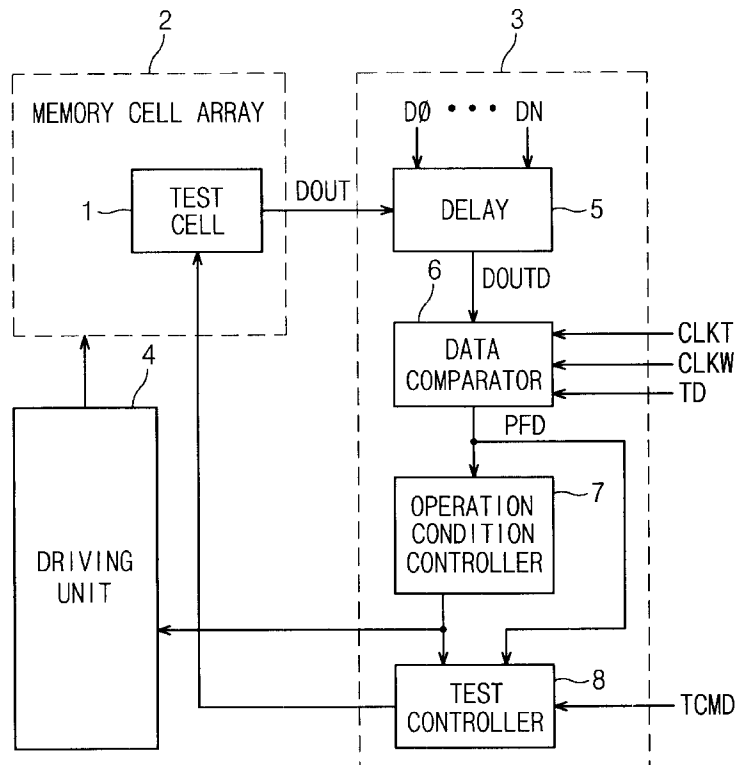 2
3
MEMORY CELL ARRAY
DØ • • • DN
1
TEST
CELL
DOUT
DELAY
5
DOUTD
6
DATA
COMPARATOR
CLKT
CLKW
TD
4
PFD
OPERATION
CONDITION
CONTROLLER
7
DRIVING
UNIT
TEST
CONTROLLER
8
TCMD